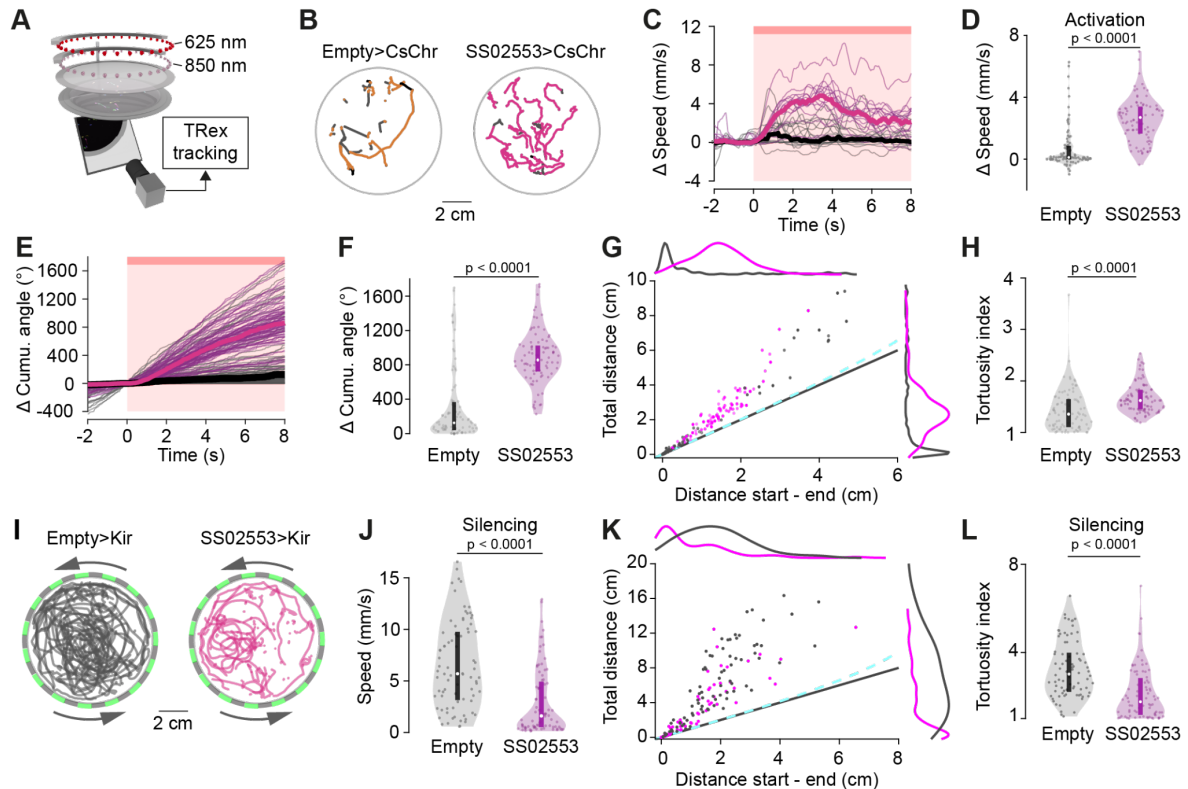 A
625 nm
850 nm
TRex
tracking
B
Empty>CsChr
SS02553>CsChr
2 cm
C
Δ Speed (mm/s)
12
8
4
0
-4
-2
0
2
4
6
8
Time (s)
D
Activation
p < 0.0001
Δ Speed (mm/s)
8
4
0
Empty
SS02553
E
Δ Cumu. angle (°)
1600
1200
800
400
0
-400
-2
0
2
4
6
8
Time (s)
F
p < 0.0001
Δ Cumu. angle (°)
1600
1200
800
400
0
Empty
SS02553
G
Total distance (cm)
10
8
6
4
2
0
0
2
4
6
Distance start - end (cm)
H
p < 0.0001
Tortuosity index
4
3
2
1
Empty
SS02553
I
Empty>Kir
SS02553>Kir
2 cm
J
Silencing
p < 0.0001
Speed (mm/s)
15
10
5
0
Empty
SS02553
K
Total distance (cm)
20
16
12
8
4
0
0
2
4
6
8
Distance start - end (cm)
L
Silencing
p < 0.0001
Tortuosity index
8
4
1
Empty
SS02553